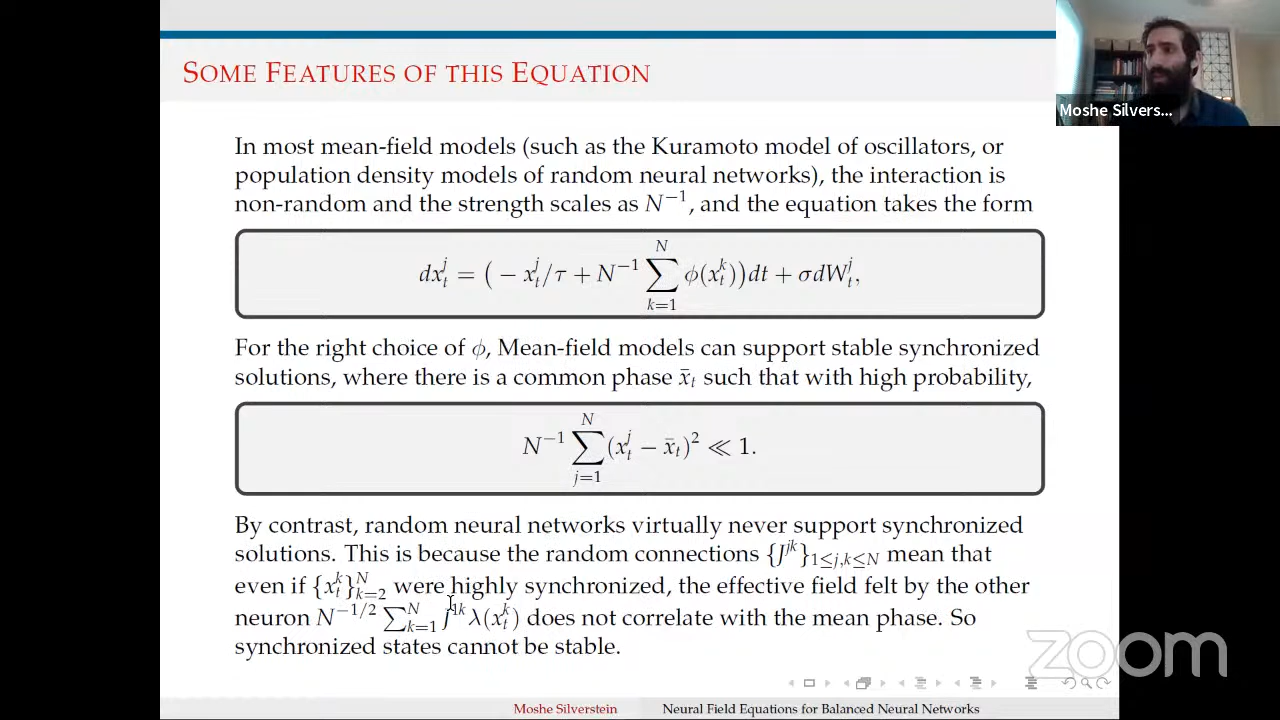 SOME FEATURES OF THIS EQUATION
Moshe Silvers...
In most mean-field models (such as the Kuramoto model of oscillators, or
population density models of random neural networks), the interaction is
non-random and the strength scales as N⁻¹, and the equation takes the form
dx_t^j = ( − x_t^j/τ + N⁻¹ ∑_{k=1}^{N} ϕ(x_t^k))dt + σdW_t^j,
For the right choice of ϕ, Mean-field models can support stable synchronized
solutions, where there is a common phase x̄_t such that with high probability,
N⁻¹ ∑_{j=1}^{N} (x_t^j − x̄_t)² ≪ 1.
By contrast, random neural networks virtually never support synchronized
solutions. This is because the random connections {J^{jk}}_{1≤j,k≤N} mean that
even if {x_t^k}_{k=2}^N were highly synchronized, the effective field felt by the other
neuron N^{−1/2} ∑_{k=1}^N J^{1k} λ(x_t^k) does not correlate with the mean phase. So
synchronized states cannot be stable.
zoom
Moshe Silverstein Neural Field Equations for Balanced Neural Networks